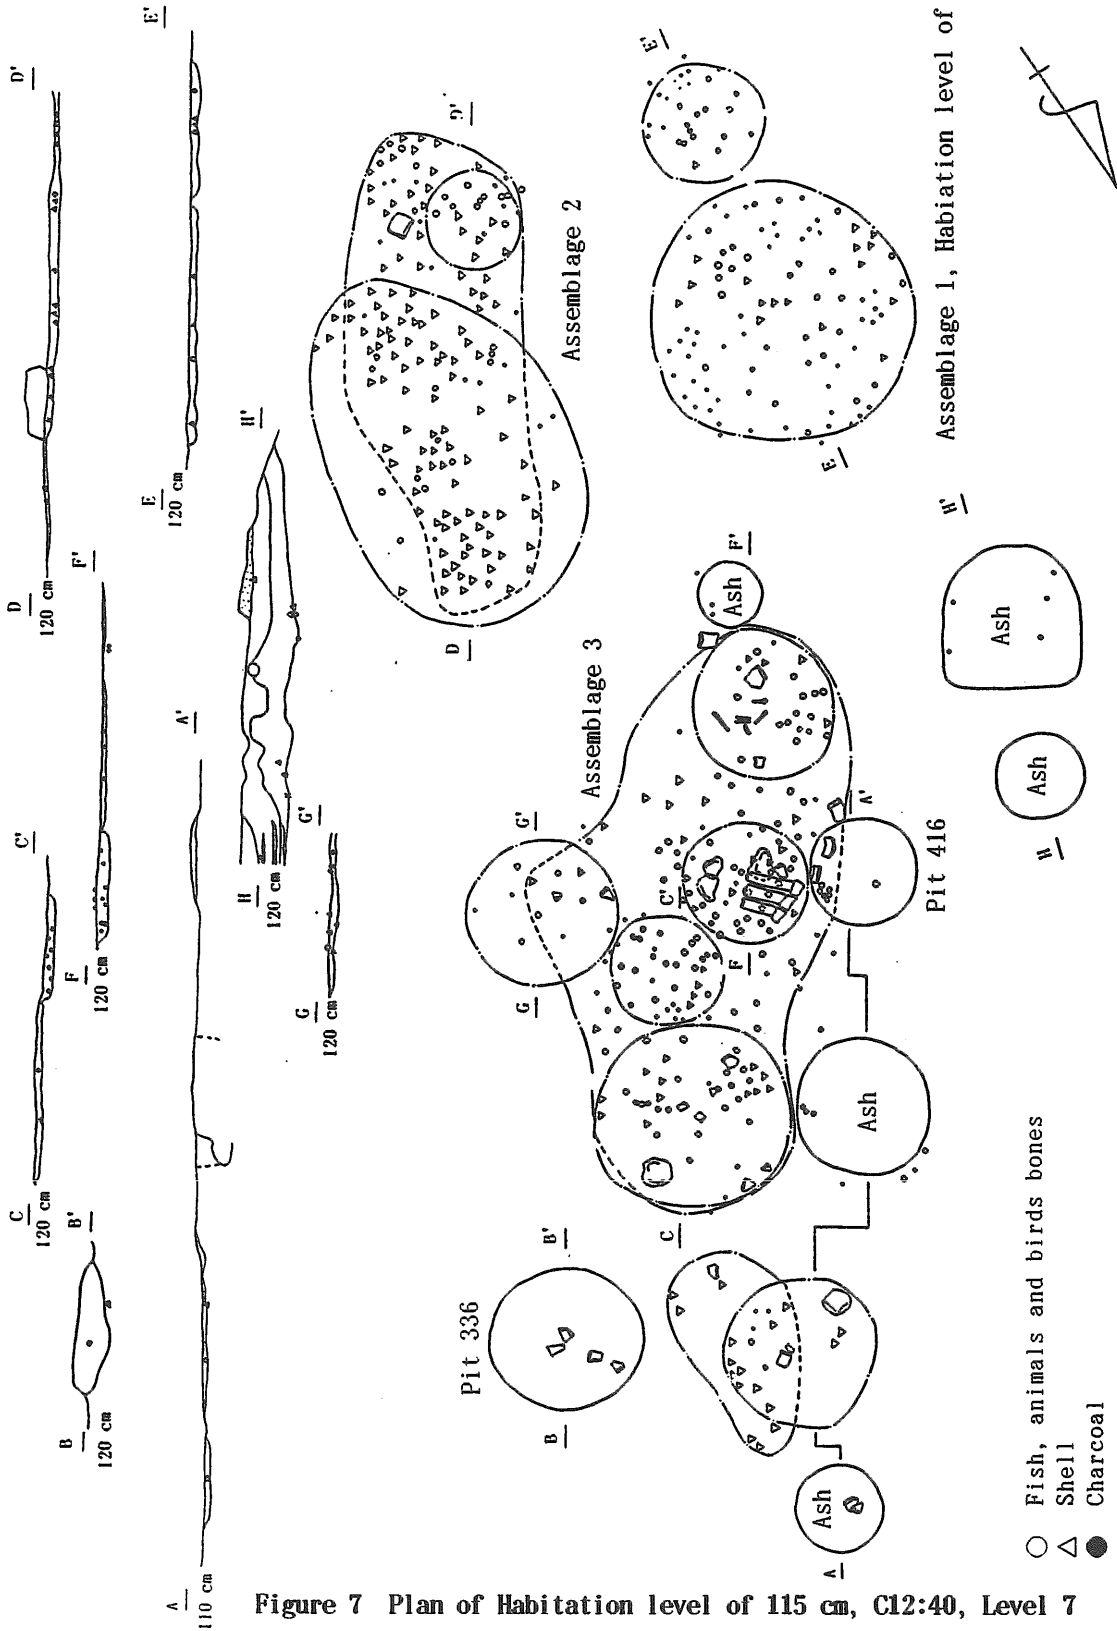 D
120 cm
D'
E
120 cm
E'
C
120 cm
C'
F
120 cm
F'
B
120 cm
B'
A
110 cm
A'
H
120 cm
H'
G
120 cm
G'
D
D'
Assemblage 2
E
E'
Assemblage 1, Habitation level of
Assemblage 3
G
G'
F
F'
Ash
C
C'
A'
Pit 416
Ash
H
H'
Ash
Ash
Pit 336
B
B'
A
Ash
Fish, animals and birds bones
Shell
Charcoal
Figure 7 Plan of Habitation level of 115 cm, C12:40, Level 7